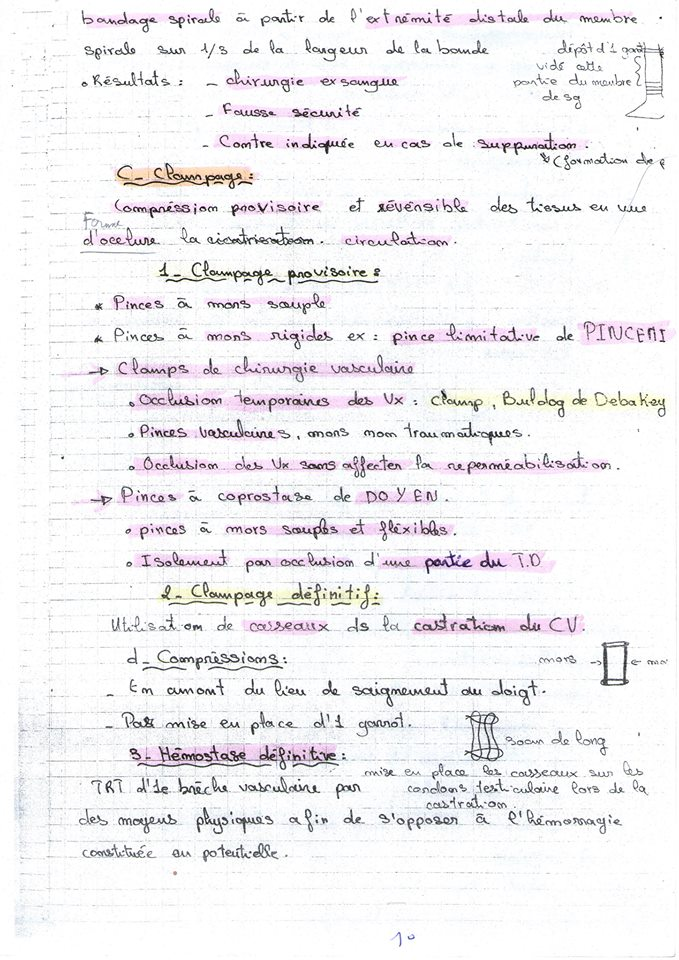 bandage spirale à partir de l'extrémité distale du membre.
spirale sur 1/3 de la largeur de la bande
dépôt d'1 garrot
vidé cette
partie du membre
de sg
• Résultats : - chirurgie exsangue
- Fausse sécurité
- Contre indiquée en cas de suppuration.
(formation de p
C- Clampage :
Compression provisoire et réversible des tissus en vue
Fermer
d'oclure la cicatrisation. circulation.
1- Clampage provisoire :
* Pinces à mors souple
* Pinces à mors rigides ex : pince limitative de PINCEMI
→ Clamps de chirurgie vasculaire
• Occlusion temporaires des Vx : clamp, Buldog de Debakey
• Pinces vasculaires, mors non traumatiques.
• Occlusion des Vx sans affecter la reperméabilisation.
→ Pinces à coprostase de DOYEN.
• pinces à mors souples et fléxibles.
• Isolement par occlusion d'une partie du T.D
2- Clampage définitif :
Utilisation de casseaux ds la castration du CV.
d- Compressions :
mors → ← mo
- En amont du lieu de saignement au doigt.
- Par mise en place d'1 garrot.
de long
3- Hémostase définitive :
mise en place les casseaux sur les
TRT d'1e brèche vasculaire par
cordons testiculaire lors de la
castration.
des moyens physiques afin de s'opposer à l'hémorragie
constituée ou potentielle.
10